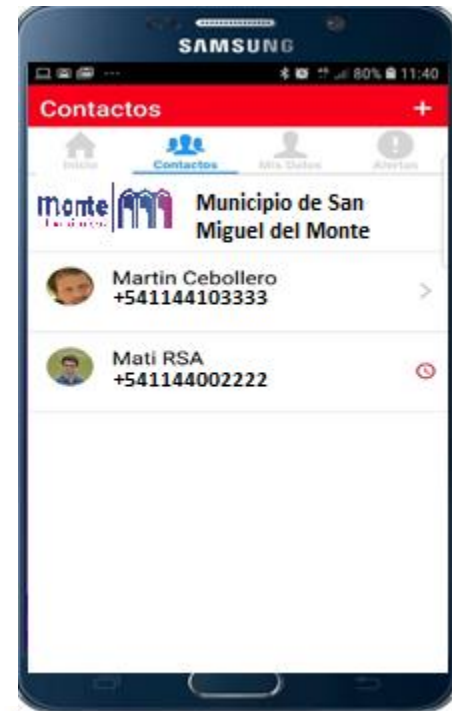 SAMSUNG
80% 11:40
Contactos +
Inicio Contactos Mis Datos Alertas
Monte
Municipio de San
Miguel del Monte
Martin Cebollero
+541144103333
Mati RSA
+541144002222